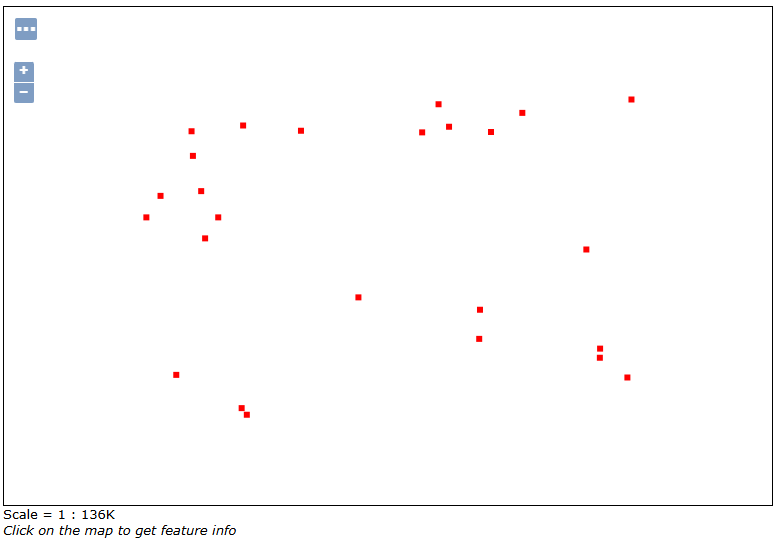 +
−
Scale = 1 : 136K
Click on the map to get feature info